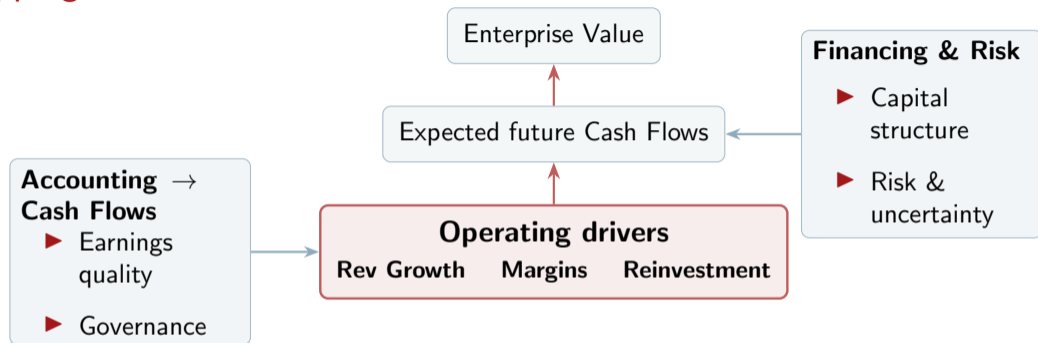 Enterprise Value
Financing & Risk
Capital
structure
Risk &
uncertainty
Expected future Cash Flows
Accounting →
Cash Flows
Earnings
quality
Governance
Operating drivers
Rev Growth Margins Reinvestment